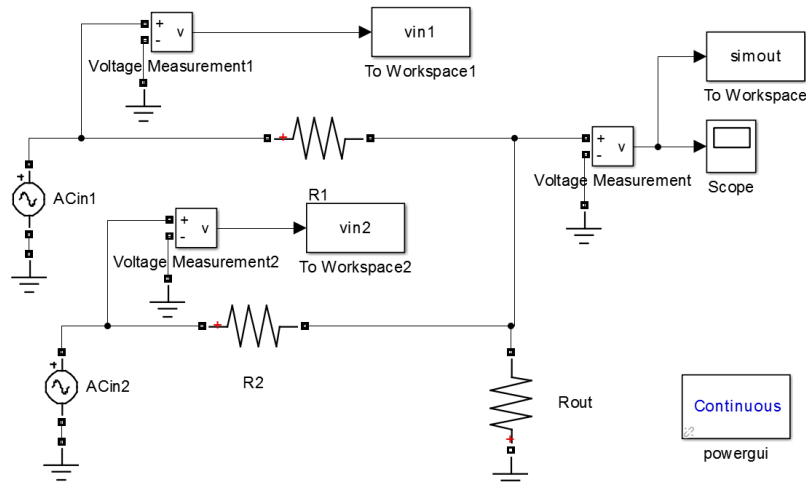 +
-
v
vin1
Voltage Measurement1
To Workspace1
simout
To Workspace
+
-
v
Voltage Measurement
Scope
+
ACin1
R1
+
-
v
vin2
Voltage Measurement2
To Workspace2
+
ACin2
R2
Rout
Continuous
powergui